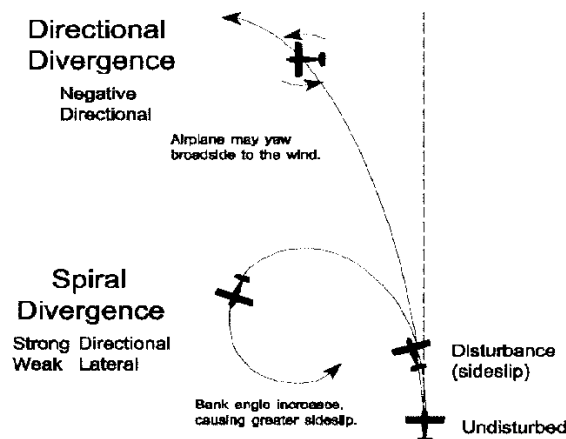 Directional
Divergence
Negative
Directional
Airplane may yaw
broadside to the wind.
Spiral
Divergence
Strong Directional
Weak Lateral
Bank angle increase,
causing greater sideslip.
Disturbance
(sideslip)
Undisturbed